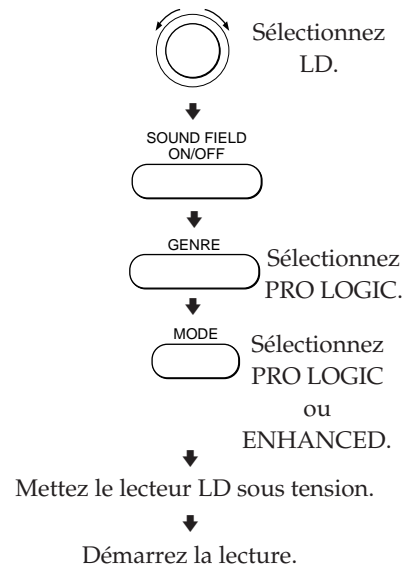 Sélectionnez
LD.
SOUND FIELD
ON/OFF
GENRE
Sélectionnez
PRO LOGIC.
MODE
Sélectionnez
PRO LOGIC
ou
ENHANCED.
Mettez le lecteur LD sous tension.
Démarrez la lecture.